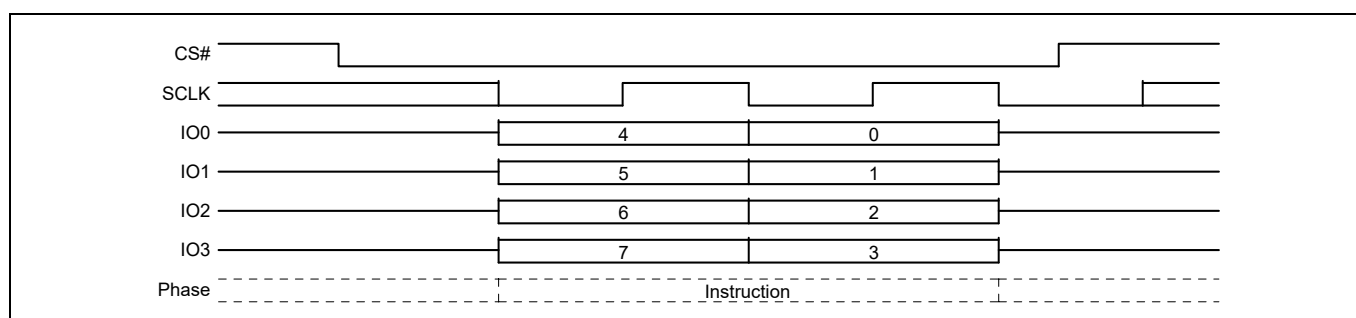 CS#
SCLK
IO0 4 0
IO1 5 1
IO2 6 2
IO3 7 3
Phase Instruction